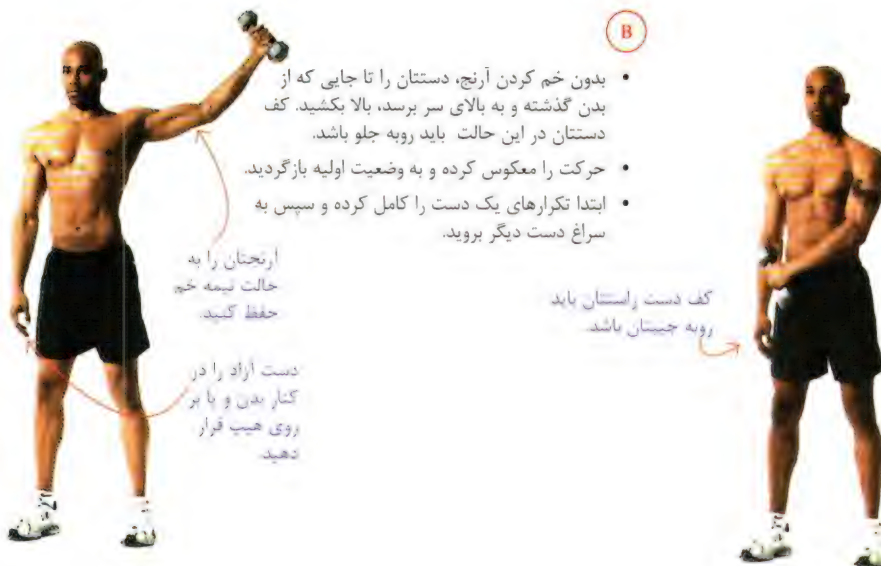 B
• بدون خم کردن آرنج، دستتان را تا جایی که از
بدن گذشته و به بالای سر برسد، بالا بکشید. کف
دستتان در این حالت باید روبه جلو باشد.
• حرکت را معکوس کرده و به وضعیت اولیه بازگردید.
• ابتدا تکرارهای یک دست را کامل کرده و سپس به
سراغ دست دیگر بروید.
آرنجتان را به
حالت نیمه خم
حفظ کنید.
دست آزاد را در
کنار بدن و یا بر
روی هیپ قرار
دهید.
کف دست راستتان باید
روبه جیبتان باشد.